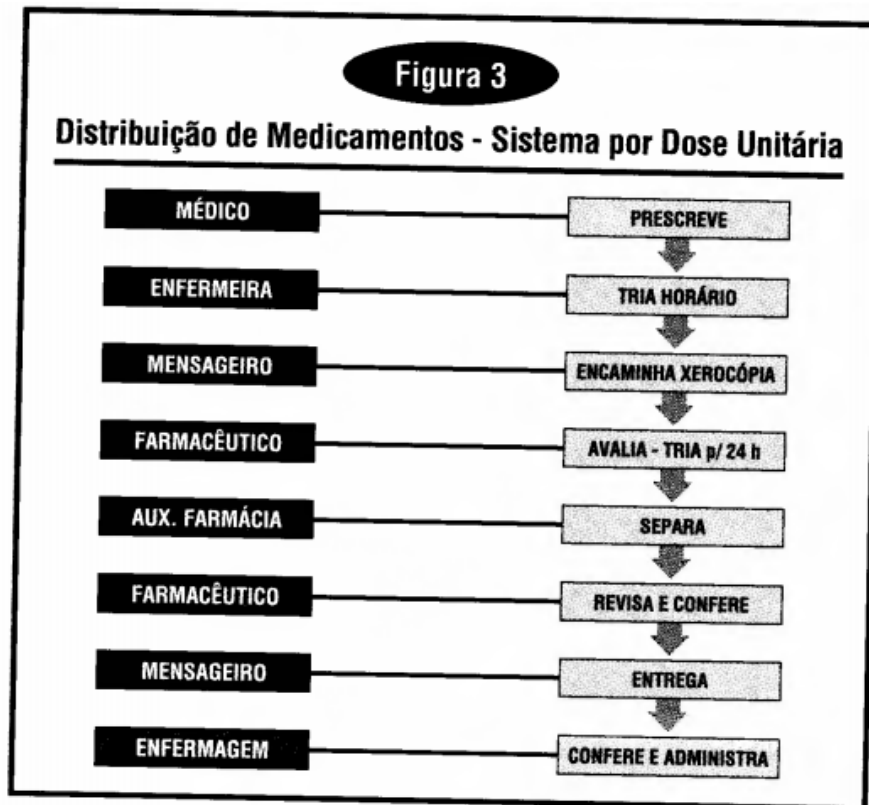 Figura 3
Distribuição de Medicamentos - Sistema por Dose Unitária
MÉDICO PRESCREVE
ENFERMEIRA TRIA HORÁRIO
MENSAGEIRO ENCAMINHA XEROCÓPIA
FARMACÊUTICO AVALIA - TRIA p/ 24 h
AUX. FARMÁCIA SEPARA
FARMACÊUTICO REVISA E CONFERE
MENSAGEIRO ENTREGA
ENFERMAGEM CONFERE E ADMINISTRA